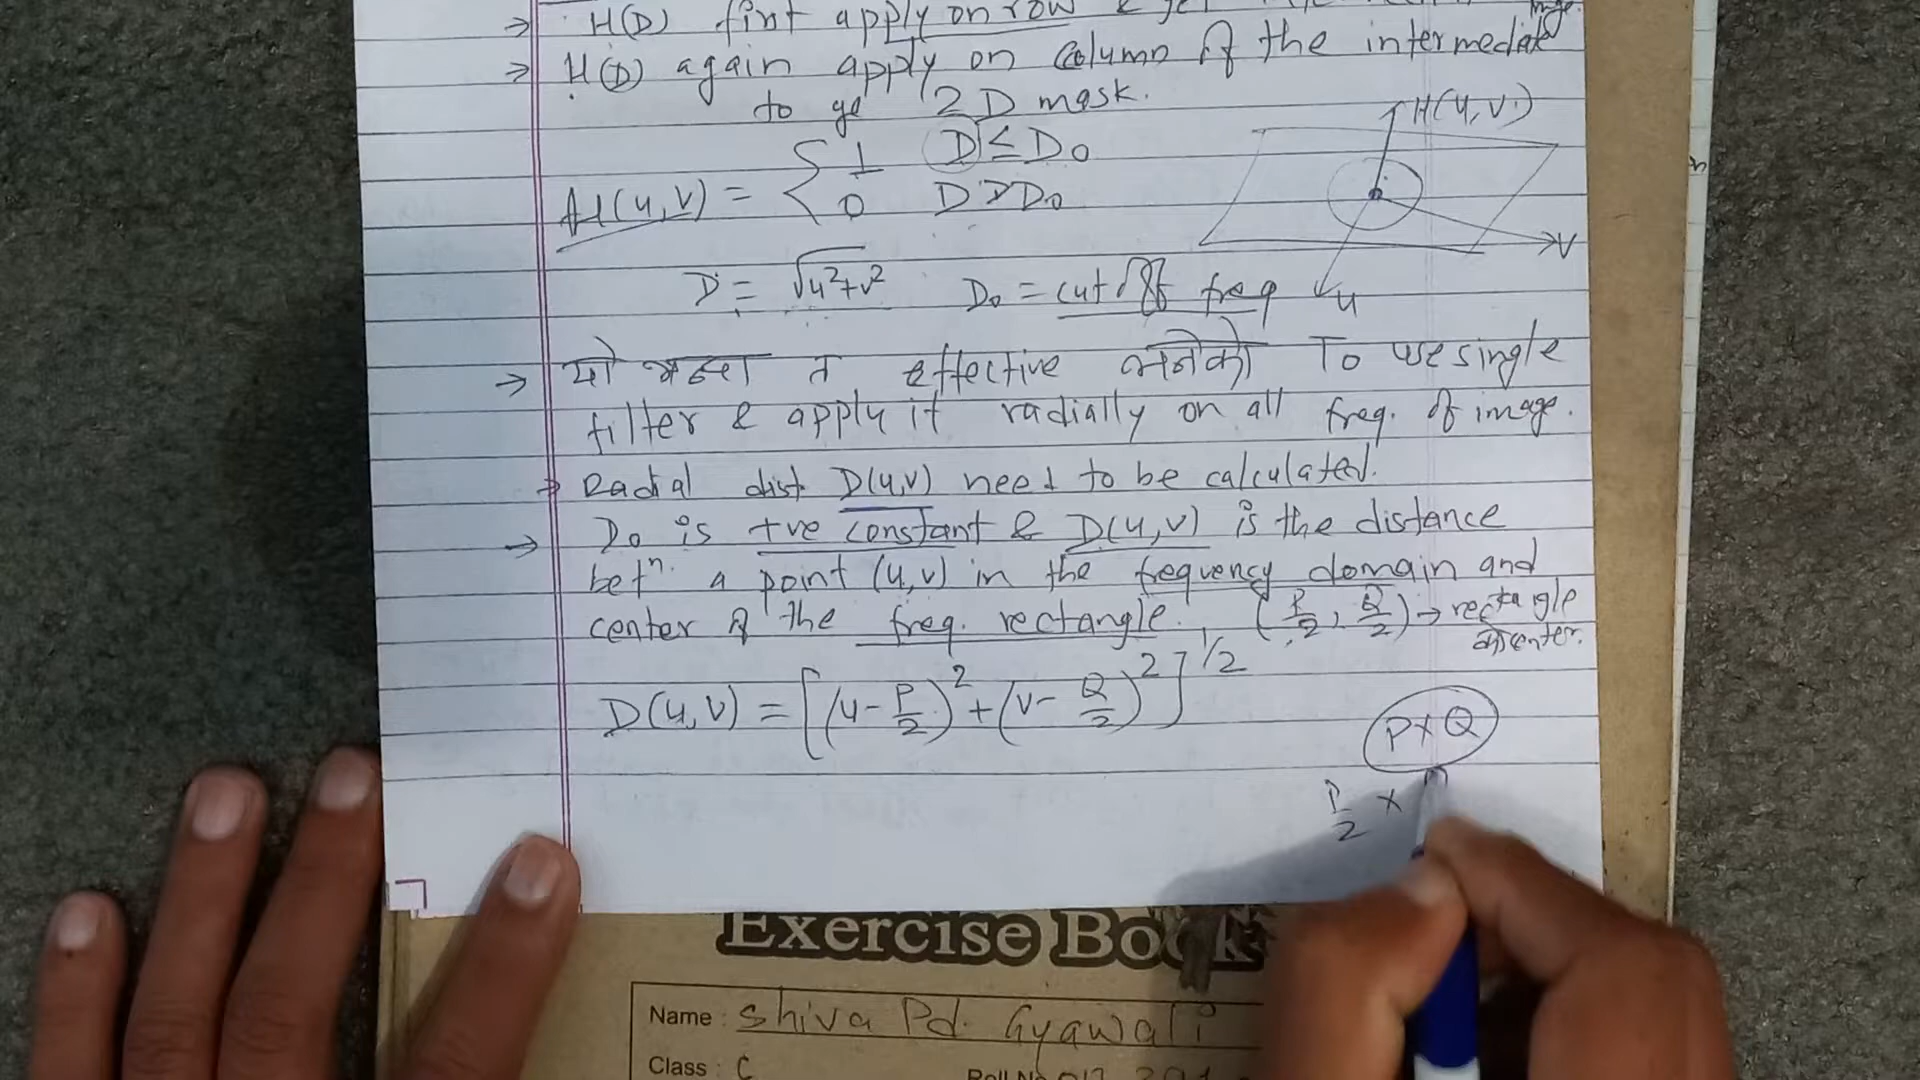 → H(D) first apply on row &
→ H(D) again apply on column of the intermediate
to ge 2D mask.
H(u,v)
H(u,v) = { 1 D ≤ D₀
0 D > D₀
V
D = √u²+v² D₀ = cut off freq
u
→ यो भन्दा त effective भनेको To use single
filter & apply it radially on all freq. of image.
→ Radial dist D(u,v) need to be calculated.
→ D₀ is +ve constant & D(u,v) is the distance
betⁿ. a point (u,v) in the frequency domain and
center of the freq. rectangle. (P/2, Q/2) → rectangle
center.
D(u,v) = [(u - P/2)² + (v - Q/2)²]^1/2
P x Q
P/2 x
Exercise Book
Name : Shiva Pd. Gyawali
Class : C